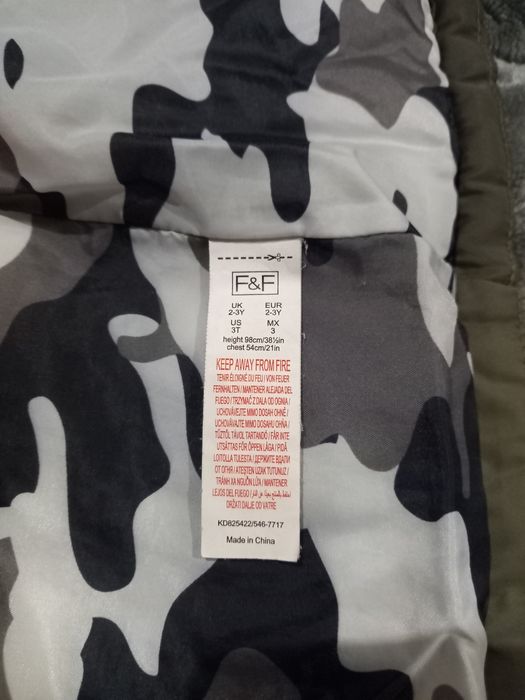 F&F
UK EUR
2-3Y 2-3Y
US MX
3T 3
height 98cm/38½in
chest 54cm/21in
KEEP AWAY FROM FIRE
TENIR ÉLOIGNÉ DU FEU / VON FEUER
FERNHALTEN / MANTENER ALEJADA DEL
FUEGO / TRZYMAĆ Z DALA OD OGNIA /
UCHOVÁVEJTE MIMO DOSAH OHNĚ /
UCHOVÁVAJTE MIMO DOSAHU OHŇA /
TŰZTŐL TÁVOL TARTANDÓ / FÅR INTE
UTSÄTTAS FÖR ÖPPEN LÅGA / PIDÄ
LOITOLLA TULESTA / ДЕРЖИТЕ ВДАЛИ
ОТ ОГНЯ / ATEŞTEN UZAK TUTUNUZ /
TRÁNH XA NGUỒN LỬA / MANTENER
LEJOS DEL FUEGO /
DRŽATI DALJE OD VATRE
KD825422/546-7717
Made in China